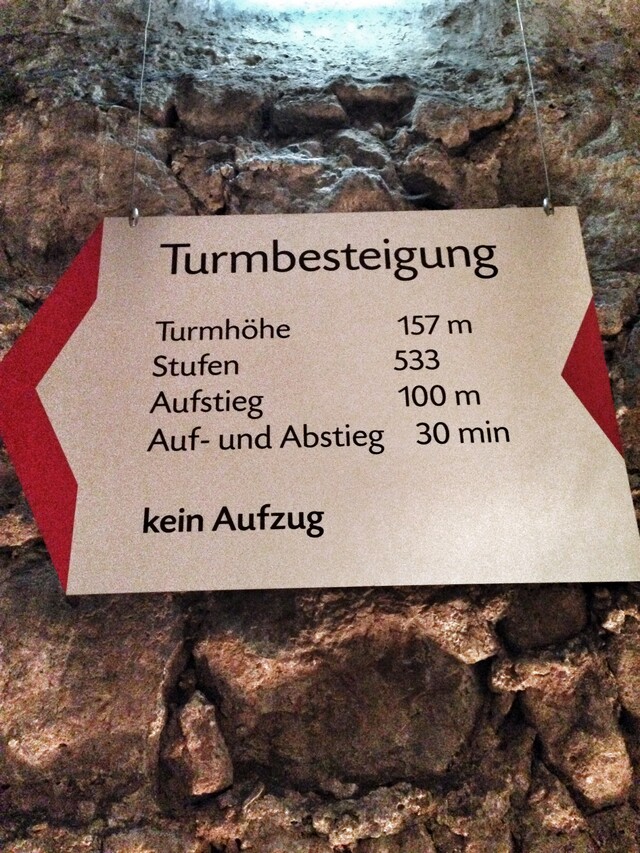 Turmbesteigung
Turmhöhe 157 m
Stufen 533
Aufstieg 100 m
Auf- und Abstieg 30 min
kein Aufzug